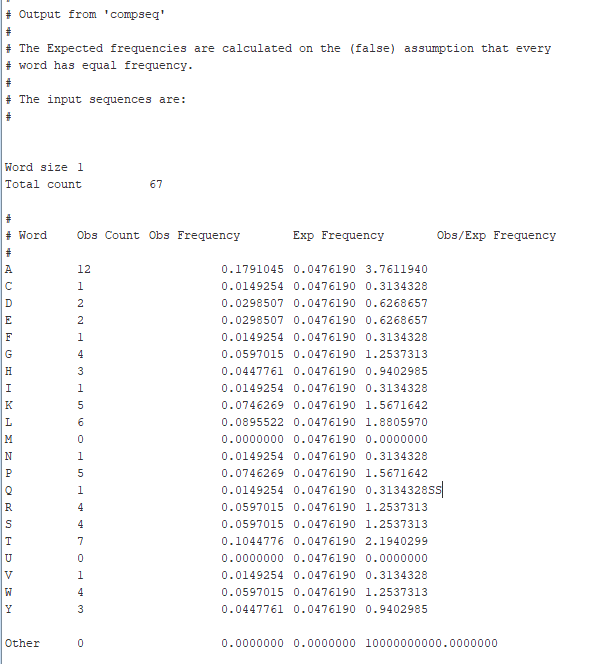 # Output from 'compseq'
#
# The Expected frequencies are calculated on the (false) assumption that every
# word has equal frequency.
#
# The input sequences are:
#
Word size 1
Total count 67
#
# Word Obs Count Obs Frequency Exp Frequency Obs/Exp Frequency
#
A 12 0.1791045 0.0476190 3.7611940
C 1 0.0149254 0.0476190 0.3134328
D 2 0.0298507 0.0476190 0.6268657
E 2 0.0298507 0.0476190 0.6268657
F 1 0.0149254 0.0476190 0.3134328
G 4 0.0597015 0.0476190 1.2537313
H 3 0.0447761 0.0476190 0.9402985
I 1 0.0149254 0.0476190 0.3134328
K 5 0.0746269 0.0476190 1.5671642
L 6 0.0895522 0.0476190 1.8805970
M 0 0.0000000 0.0476190 0.0000000
N 1 0.0149254 0.0476190 0.3134328
P 5 0.0746269 0.0476190 1.5671642
Q 1 0.0149254 0.0476190 0.3134328SS
R 4 0.0597015 0.0476190 1.2537313
S 4 0.0597015 0.0476190 1.2537313
T 7 0.1044776 0.0476190 2.1940299
U 0 0.0000000 0.0476190 0.0000000
V 1 0.0149254 0.0476190 0.3134328
W 4 0.0597015 0.0476190 1.2537313
Y 3 0.0447761 0.0476190 0.9402985
Other 0 0.0000000 0.0000000 10000000000.0000000